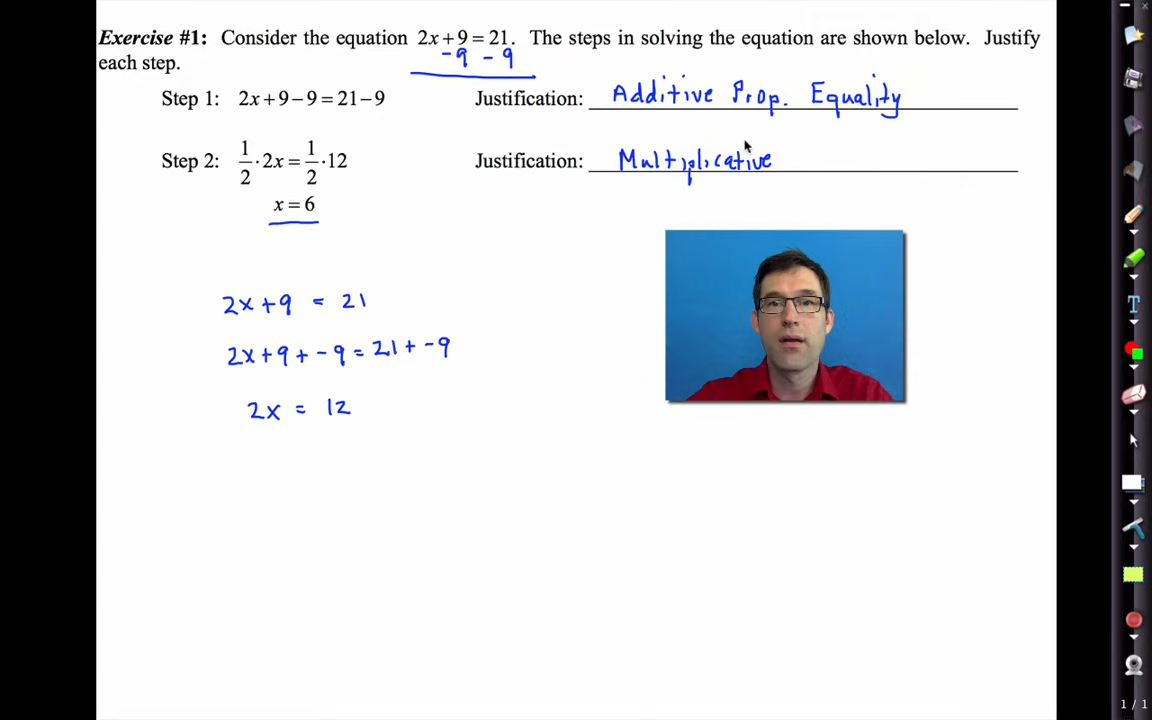 Exercise #1: Consider the equation 2x+9=21. The steps in solving the equation are shown below. Justify
-9 -9
each step.
Step 1: 2x+9−9=21−9 Justification: Additive Prop. Equality
Step 2: 1/2·2x=1/2·12 Justification: Multiplicative
x=6
2x+9 = 21
2x+9+-9=21+-9
2x = 12
T
1 / 1